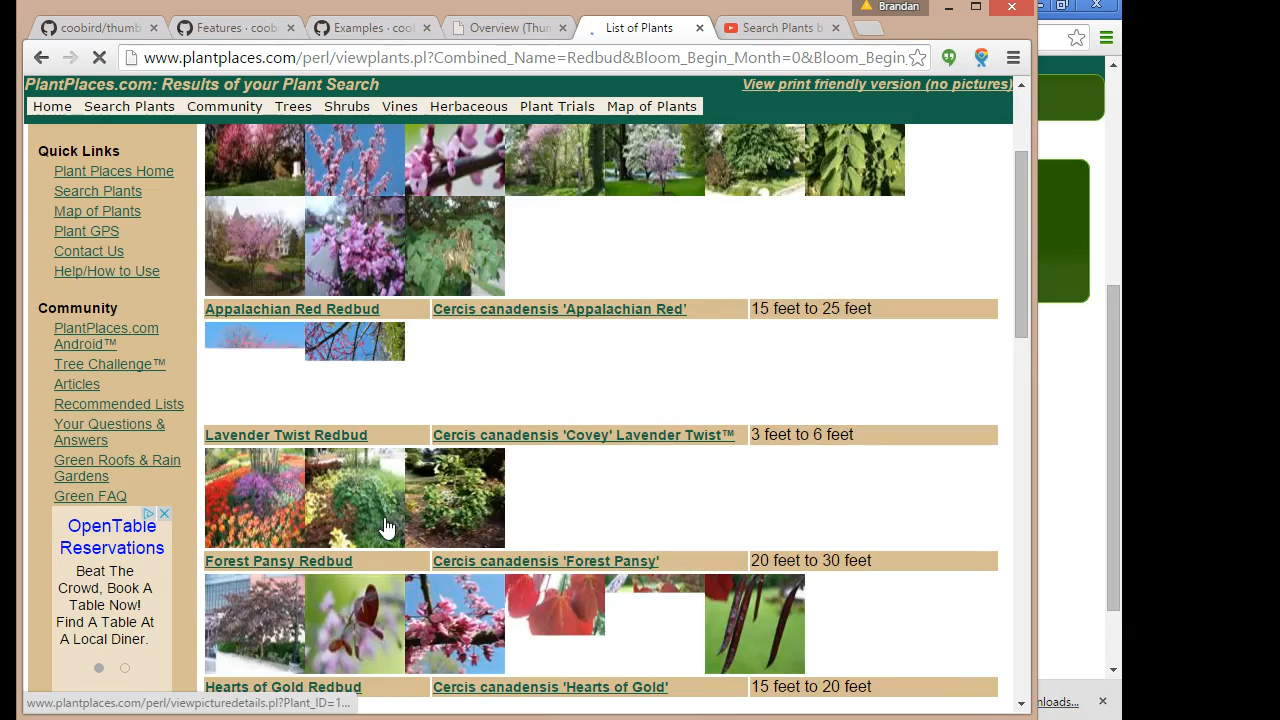 Brandan
coobird/thumb
Features · coob
Examples · coo
Overview (Thun
List of Plants
Search Plants b
www.plantplaces.com/perl/viewplants.pl?Combined_Name=Redbud&Bloom_Begin_Month=0&Bloom_Begin_
PlantPlaces.com: Results of your Plant Search
View print friendly version (no pictures)
Home Search Plants Community Trees Shrubs Vines Herbaceous Plant Trials Map of Plants
Quick Links
Plant Places Home
Search Plants
Map of Plants
Plant GPS
Contact Us
Help/How to Use
Community
PlantPlaces.com
Android™
Tree Challenge™
Articles
Recommended Lists
Your Questions &
Answers
Green Roofs & Rain
Gardens
Green FAQ
OpenTable
Reservations
Beat The
Crowd, Book A
Table Now!
Find A Table At
A Local Diner.
Appalachian Red Redbud Cercis canadensis 'Appalachian Red' 15 feet to 25 feet
Lavender Twist Redbud Cercis canadensis 'Covey' Lavender Twist™ 3 feet to 6 feet
Forest Pansy Redbud Cercis canadensis 'Forest Pansy' 20 feet to 30 feet
Hearts of Gold Redbud Cercis canadensis 'Hearts of Gold' 15 feet to 20 feet
www.plantplaces.com/perl/viewpicturedetails.pl?Plant_ID=1...
wnloads...